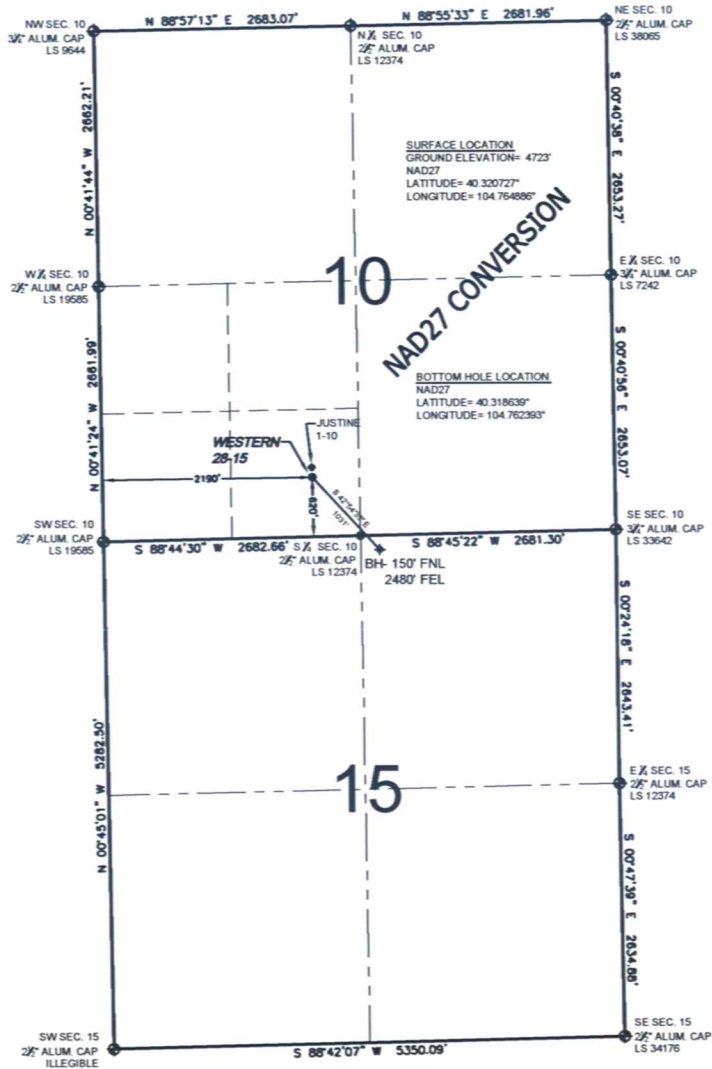 N 88°57'13" E 2683.07'
N 88°55'33" E 2681.96'
NW SEC. 10
3¼" ALUM. CAP
LS 9644
N ¼ SEC. 10
2½" ALUM. CAP
LS 12374
NE SEC. 10
2½" ALUM. CAP
LS 38065
N 00°41'44" W 2662.21'
S 00°40'38" E 2653.27'
SURFACE LOCATION
GROUND ELEVATION= 4723'
NAD27
LATITUDE= 40.320727°
LONGITUDE= 104.764886°
NAD27 CONVERSION
10
W ¼ SEC. 10
2½" ALUM. CAP
LS 19585
E ¼ SEC. 10
3¼" ALUM. CAP
LS 7242
N 00°41'24" W 2661.99'
S 00°40'56" E 2653.07'
BOTTOM HOLE LOCATION
NAD27
LATITUDE= 40.318639°
LONGITUDE= 104.762393°
JUSTINE
1-10
WESTERN
28-15
2190'
620'
1031'
SW SEC. 10
2½" ALUM. CAP
LS 19585
S 88°44'30" W 2682.66'
S ¼ SEC. 10
2½" ALUM. CAP
LS 12374
S 88°45'22" W 2681.30'
SE SEC. 10
3¼" ALUM. CAP
LS 33642
BH- 150' FNL
2480' FEL
S 00°24'18" E 2643.41'
N 00°45'01" W 5282.50'
15
E ¼ SEC. 15
2½" ALUM. CAP
LS 12374
S 00°47'39" E 2634.88'
SW SEC. 15
2½" ALUM. CAP
ILLEGIBLE
S 88°42'07" W 5350.09'
SE SEC. 15
2½" ALUM. CAP
LS 34176